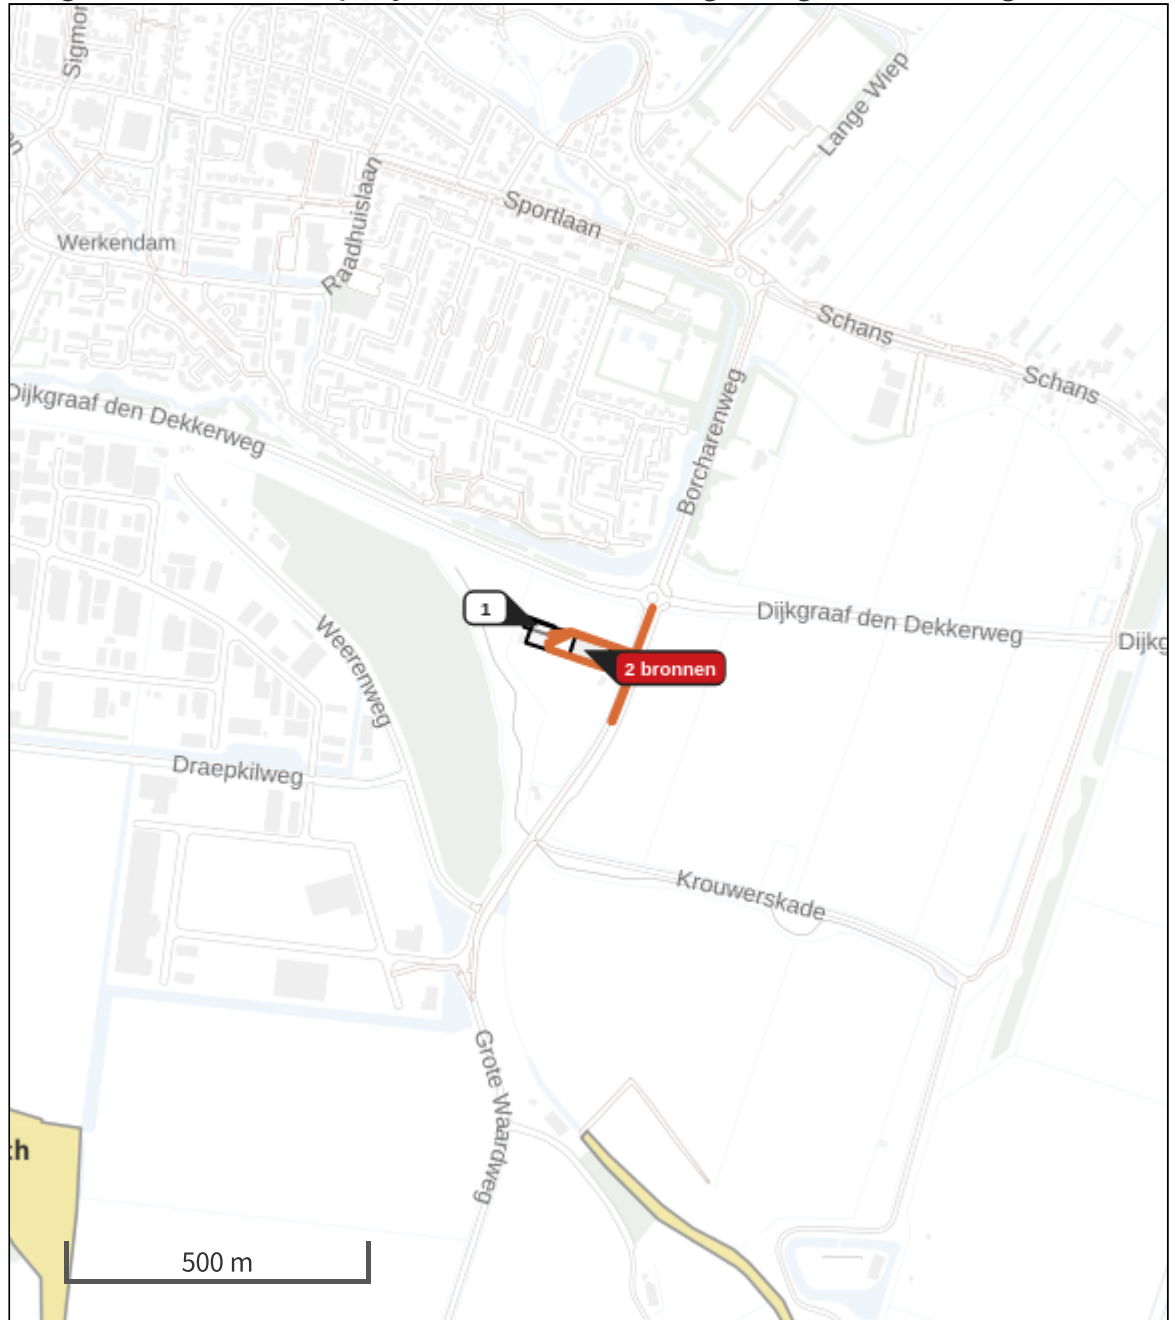 Sigmon
Lange Wiep
Raadhuislaan
Sportlaan
Werkendam
Schans
Schans
Dijkgraaf den Dekkerweg
Borcharenweg
1
Dijkgraaf den Dekkerweg
Dijkg
2 bronnen
Weerenweg
Draepkilweg
Krouwerskade
Grote Waardweg
500 m